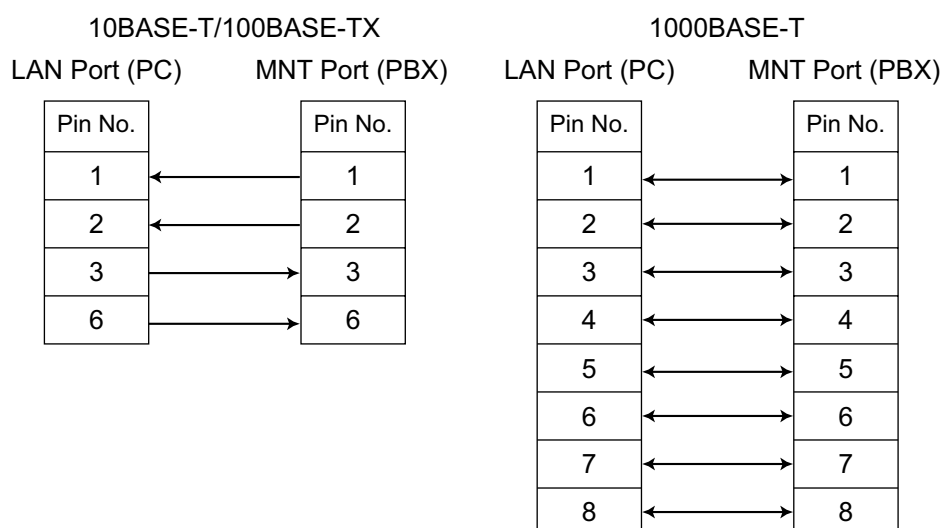 10BASE-T/100BASE-TX
LAN Port (PC) MNT Port (PBX)
Pin No. Pin No.
1 1
2 2
3 3
6 6
1000BASE-T
LAN Port (PC) MNT Port (PBX)
Pin No. Pin No.
1 1
2 2
3 3
4 4
5 5
6 6
7 7
8 8